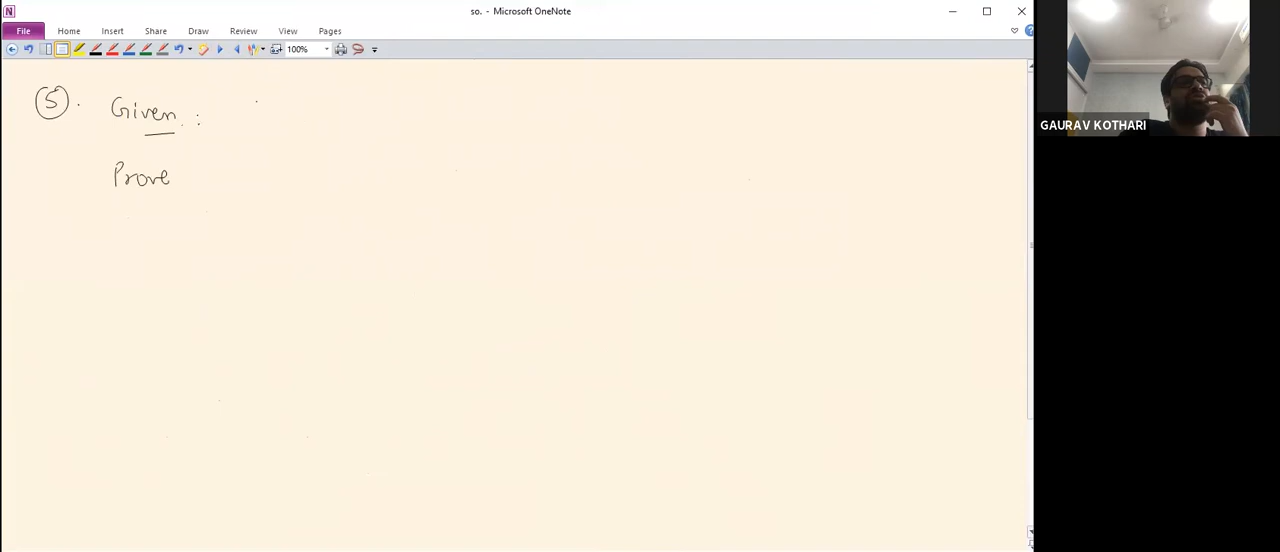 so. - Microsoft OneNote
File Home Insert Share Draw Review View Pages
100%
GAURAV KOTHARI
5. Given :
Prove